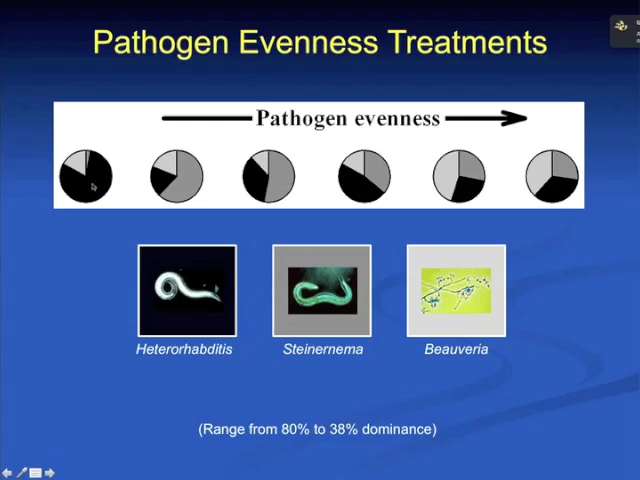 Pathogen Evenness Treatments
Pathogen evenness
Heterorhabditis
Steinernema
Beauveria
(Range from 80% to 38% dominance)